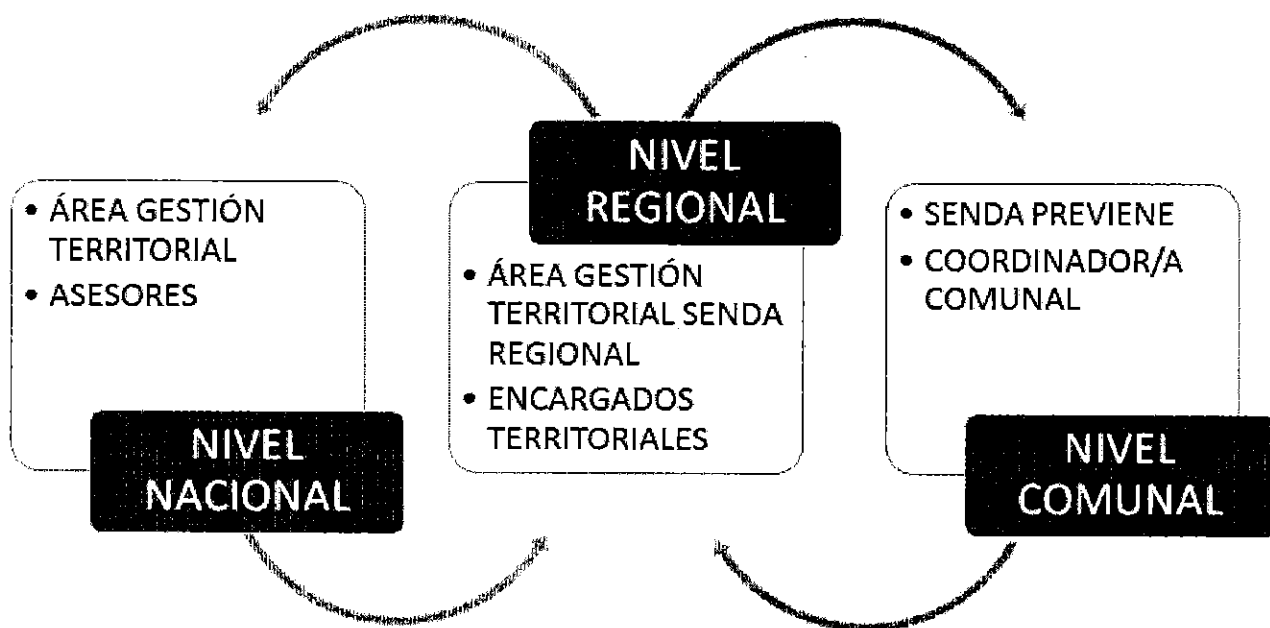 • ÁREA GESTIÓN
TERRITORIAL
• ASESORES
NIVEL
NACIONAL
NIVEL
REGIONAL
• ÁREA GESTIÓN
TERRITORIAL SENDA
REGIONAL
• ENCARGADOS
TERRITORIALES
• SENDA PREVIENE
• COORDINADOR/A
COMUNAL
NIVEL
COMUNAL